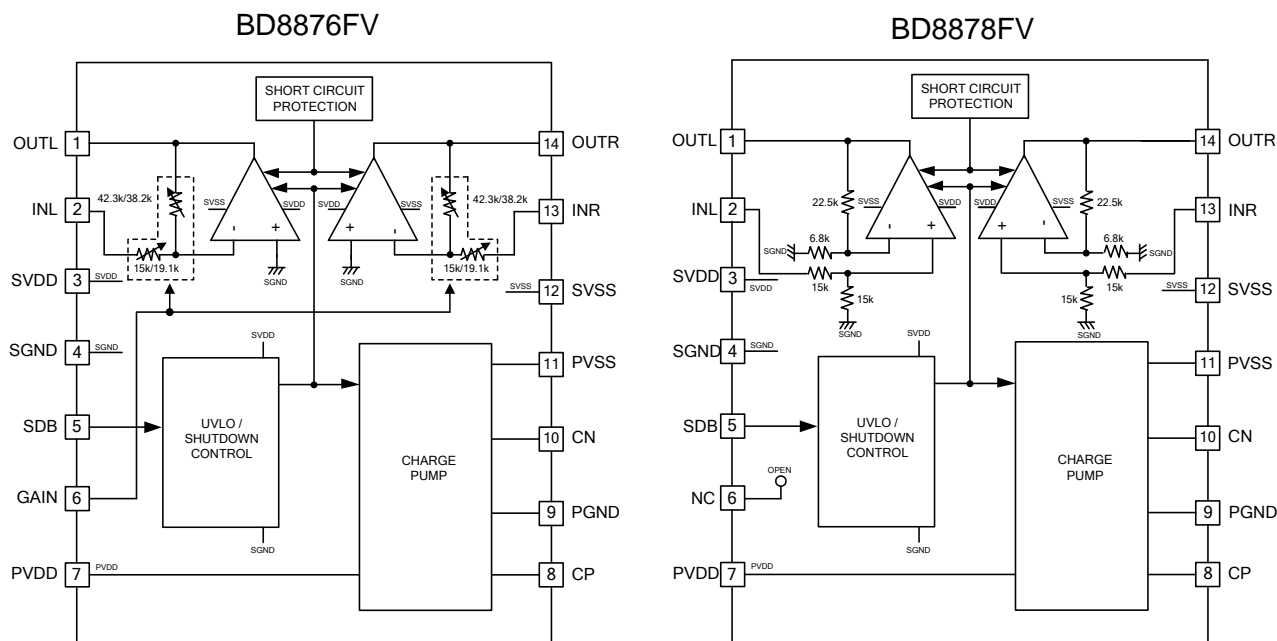 BD8876FV
SHORT CIRCUIT
PROTECTION
OUTL 1
14 OUTR
42.3k/38.2k
SVSS
SVDD
SVSS
42.3k/38.2k
INL 2
13 INR
-
+
+
-
15k/19.1k
SGND
SGND
15k/19.1k
SVDD 3 SVDD
SVSS 12 SVSS
SGND 4 SGND
SVDD
11 PVSS
SDB 5
UVLO /
SHUTDOWN
CONTROL
CHARGE
PUMP
10 CN
GAIN 6
9 PGND
SGND
PVDD 7 PVDD
8 CP
BD8878FV
SHORT CIRCUIT
PROTECTION
OUTL 1
14 OUTR
22.5k
SVSS
SVDD
SVSS
22.5k
INL 2
13 INR
-
+
+
-
SGND
6.8k
6.8k
SGND
15k
15k
SVDD 3 SVDD
15k
15k
SVSS 12 SVSS
SGND
SGND
SGND 4 SGND
SVDD
11 PVSS
SDB 5
UVLO /
SHUTDOWN
CONTROL
CHARGE
PUMP
10 CN
OPEN
NC 6
9 PGND
SGND
PVDD 7 PVDD
8 CP